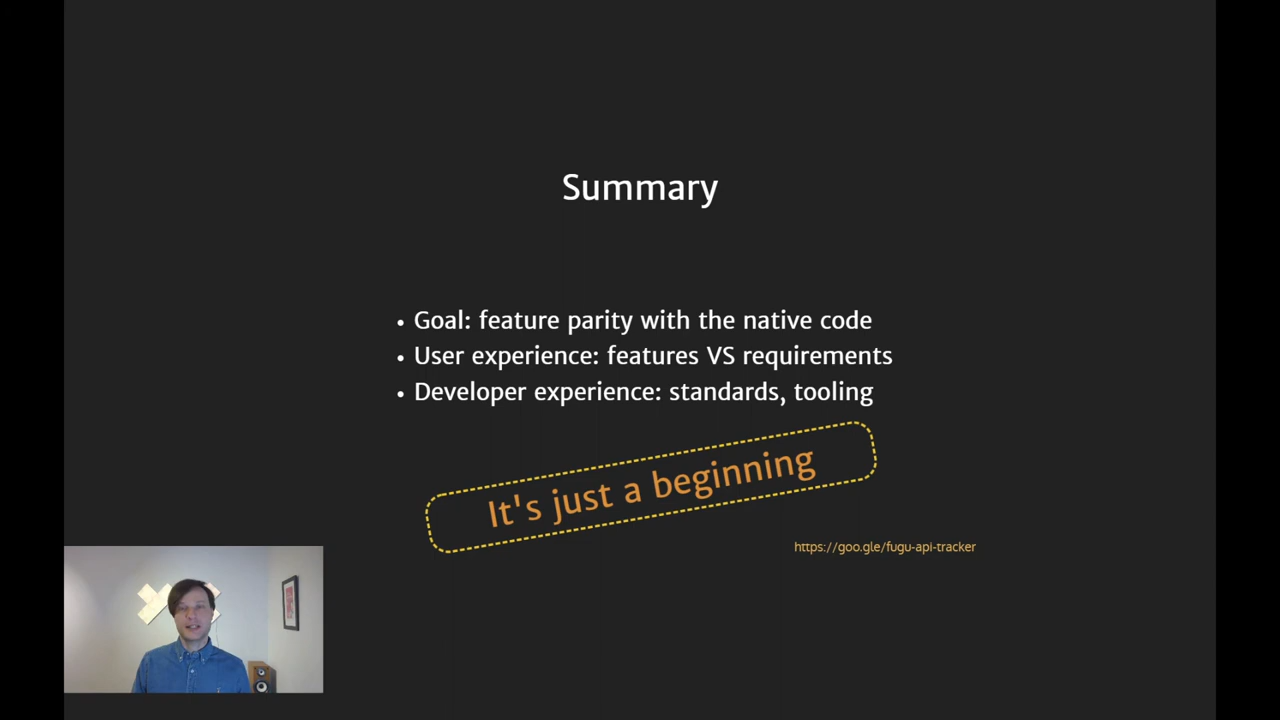 Summary
• Goal: feature parity with the native code
• User experience: features VS requirements
• Developer experience: standards, tooling
It's just a beginning
https://goo.gle/fugu-api-tracker